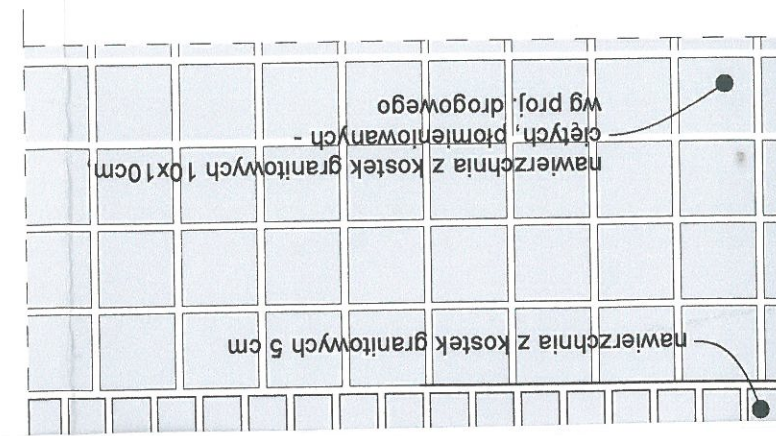 nawierzchnia z kostek granitowych 5 cm
nawierzchnia z kostek granitowych 10x10cm,
ciętych, płomieniowanych -
wg proj. drogowego